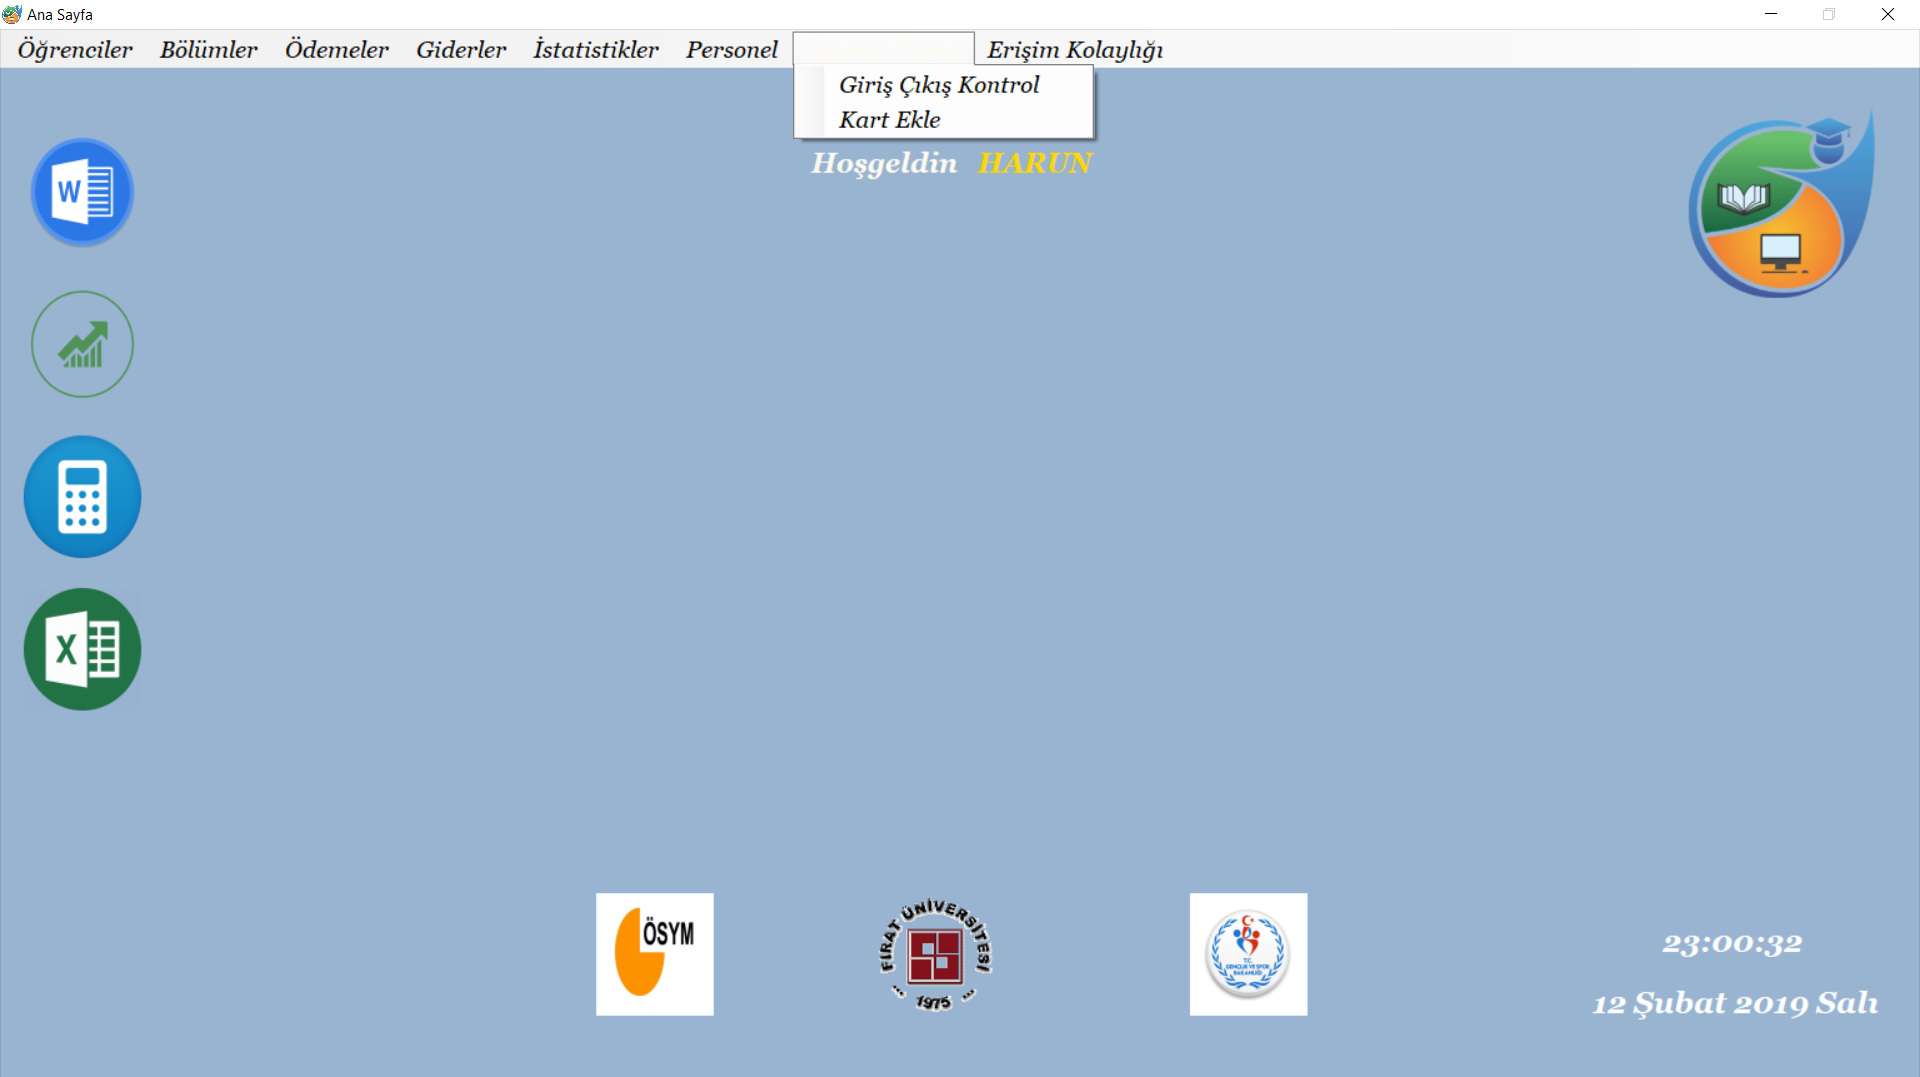 Ana Sayfa
Öğrenciler Bölümler Ödemeler Giderler İstatistikler Personel Erişim Kolaylığı
Giriş Çıkış Kontrol
Kart Ekle
Hoşgeldin HARUN
W
X
ÖSYM
FIRAT ÜNİVERSİTESİ
1975
T.C.
GENÇLİK VE SPOR
BAKANLIĞI
23:00:32
12 Şubat 2019 Salı